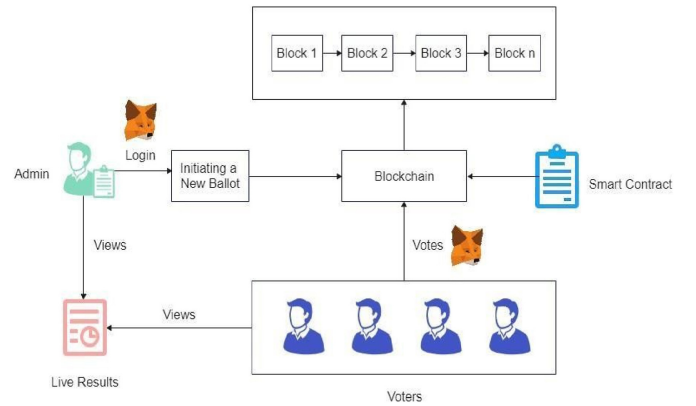 Block 1
Block 2
Block 3
Block n
Login
Admin
Initiating a
New Ballot
Blockchain
Smart Contract
Views
Votes
Views
Live Results
Voters